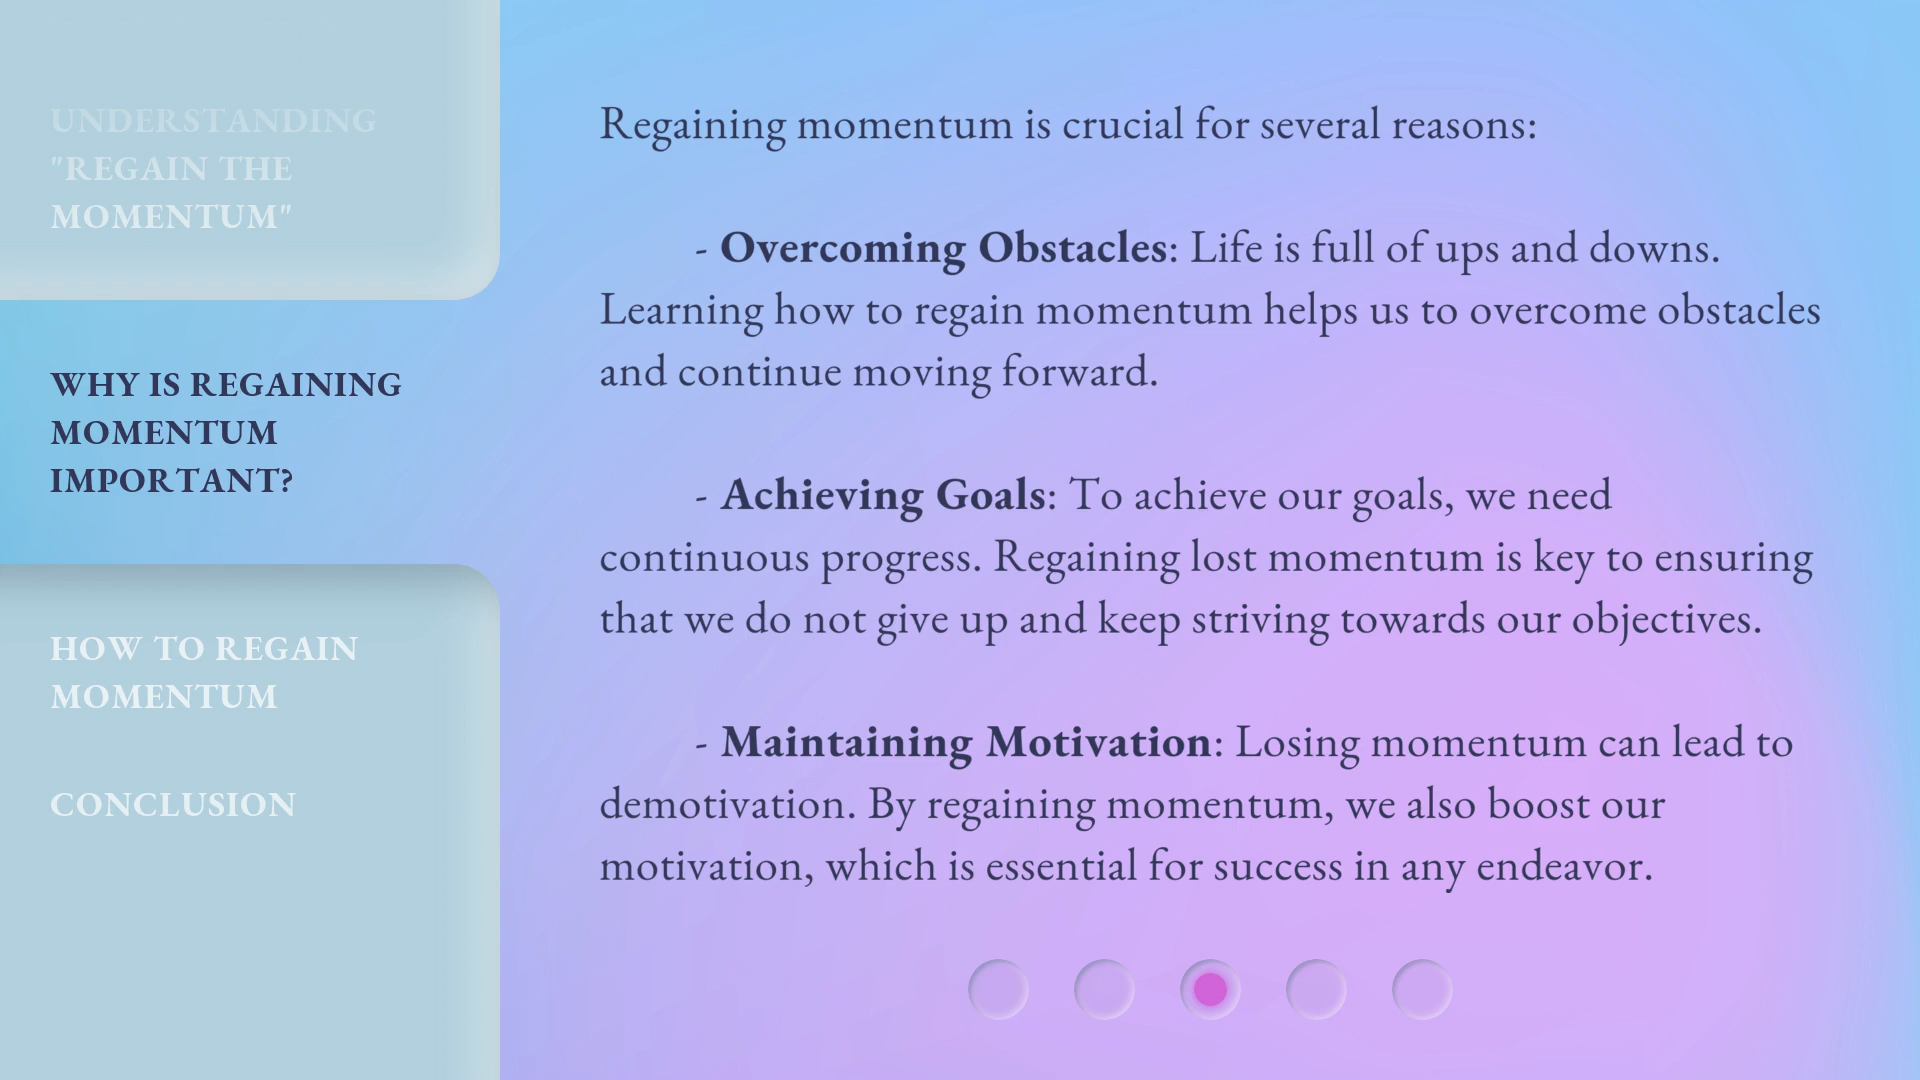 UNDERSTANDING
"REGAIN THE
MOMENTUM"
WHY IS REGAINING
MOMENTUM
IMPORTANT?
HOW TO REGAIN
MOMENTUM
CONCLUSION
Regaining momentum is crucial for several reasons:
- Overcoming Obstacles: Life is full of ups and downs.
Learning how to regain momentum helps us to overcome obstacles
and continue moving forward.
- Achieving Goals: To achieve our goals, we need
continuous progress. Regaining lost momentum is key to ensuring
that we do not give up and keep striving towards our objectives.
- Maintaining Motivation: Losing momentum can lead to
demotivation. By regaining momentum, we also boost our
motivation, which is essential for success in any endeavor.